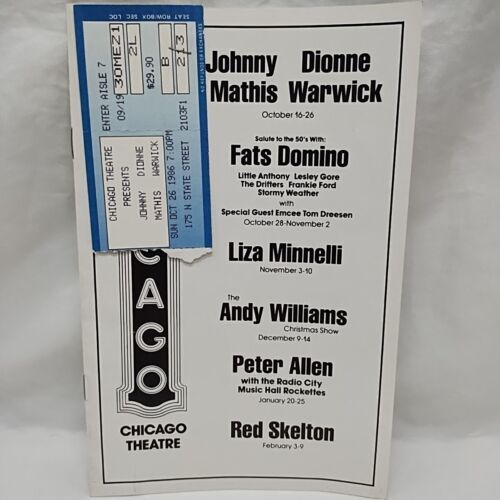 SEAT ROW/BOX SEC LOC
2 3
B
$29.90
2L
30MEZ1
09/19
ENTER AISLE 7
CHICAGO THEATRE
PRESENTS
JOHNNY DIONNE
MATHIS WARWICK
SUN OCT 26 1986 7:00PM
175 N STATE STREET 2103F1
CAGO
CHICAGO
THEATRE
Johnny Dionne
Mathis Warwick
October 16-26
Salute to the 50's With:
Fats Domino
Little Anthony Lesley Gore
The Drifters Frankie Ford
Stormy Weather
with
Special Guest Emcee Tom Dreesen
October 28-November 2
Liza Minnelli
November 3-10
The
Andy Williams
Christmas Show
December 9-14
Peter Allen
with the Radio City
Music Hall Rockettes
January 20-25
Red Skelton
February 3-9